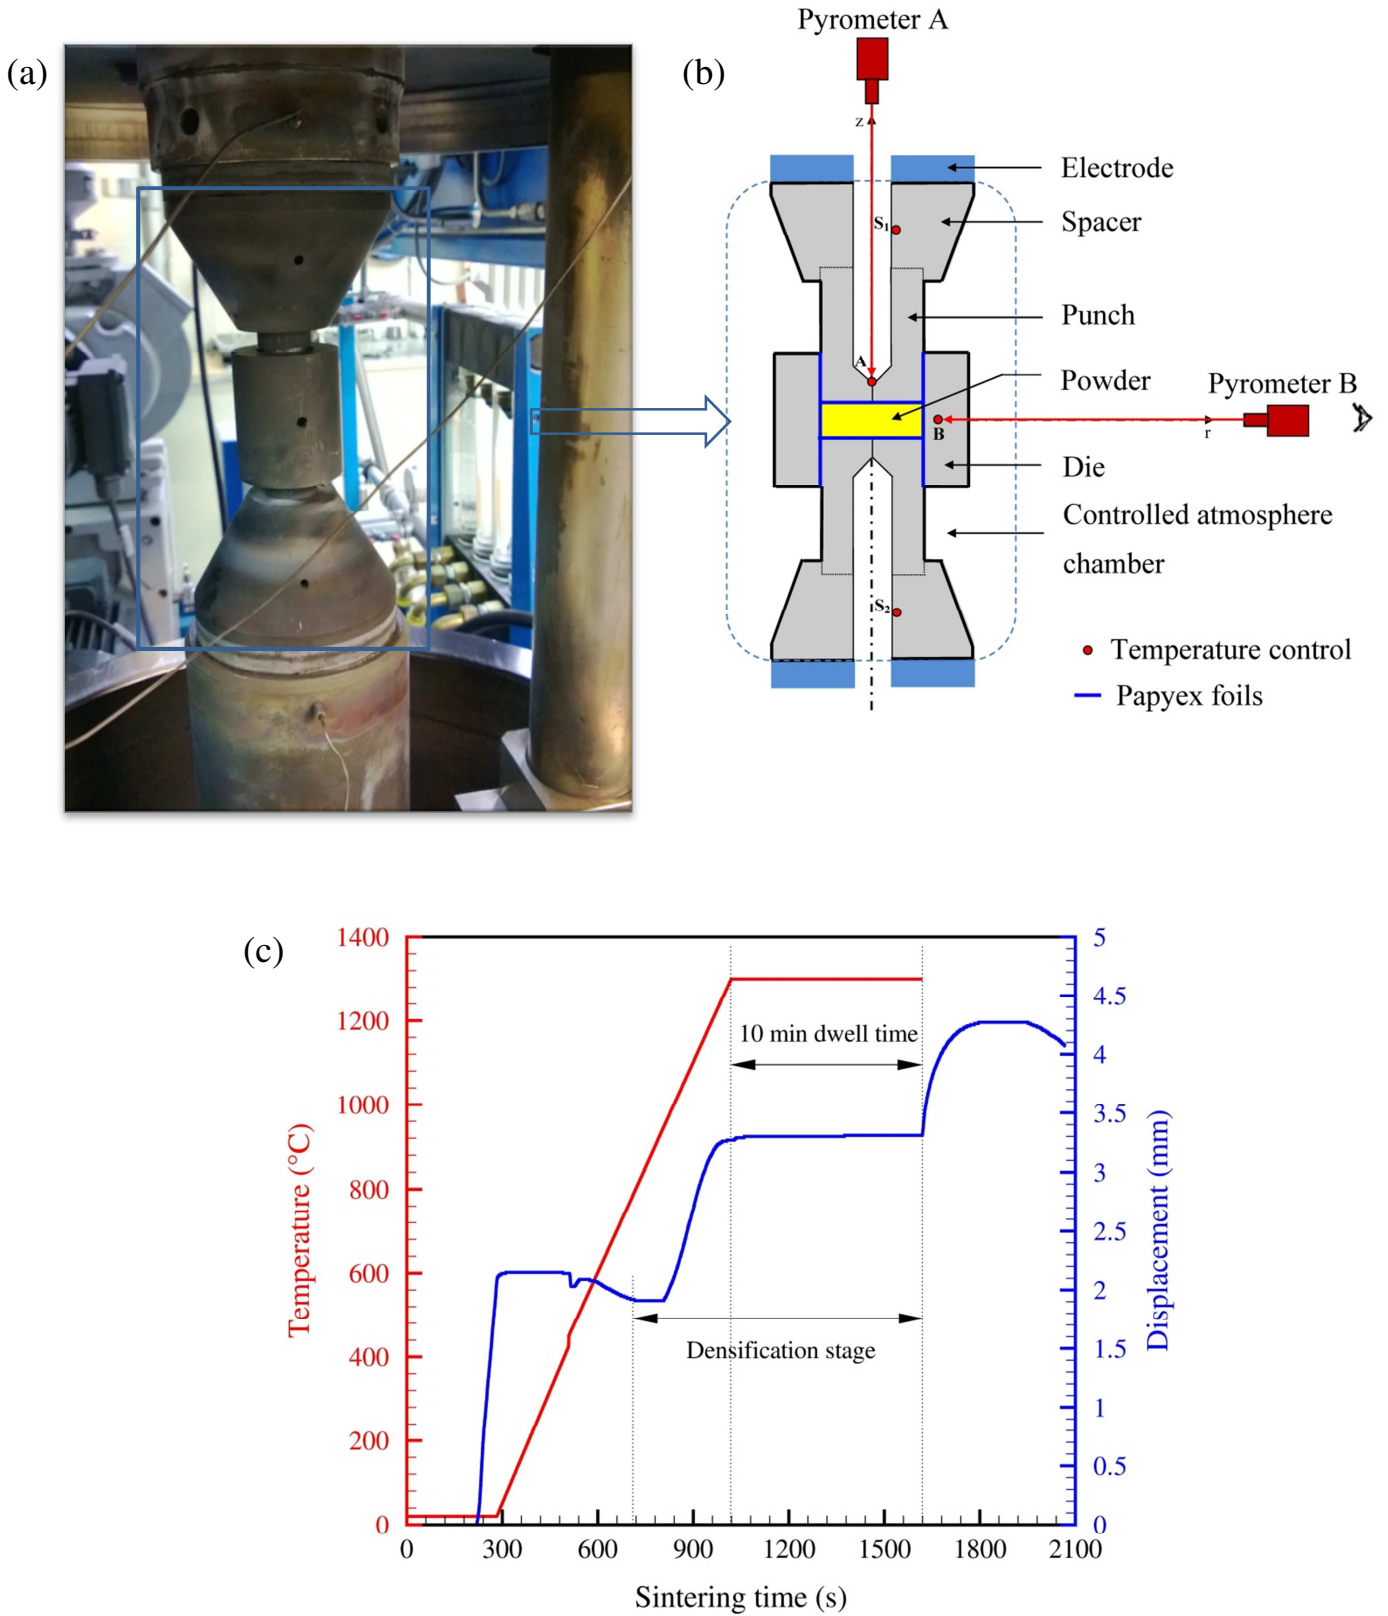 (a)
(b)
Pyrometer A
z
Electrode
S1
Spacer
Punch
A
Powder
Pyrometer B
B
r
Die
Controlled atmosphere
chamber
S2
Temperature control
Papyex foils
(c)
1400
1200
1000
800
600
400
200
0
Temperature (°C)
10 min dwell time
Densification stage
5
4.5
4
3.5
3
2.5
2
1.5
1
0.5
0
Displacement (mm)
0 300 600 900 1200 1500 1800 2100
Sintering time (s)